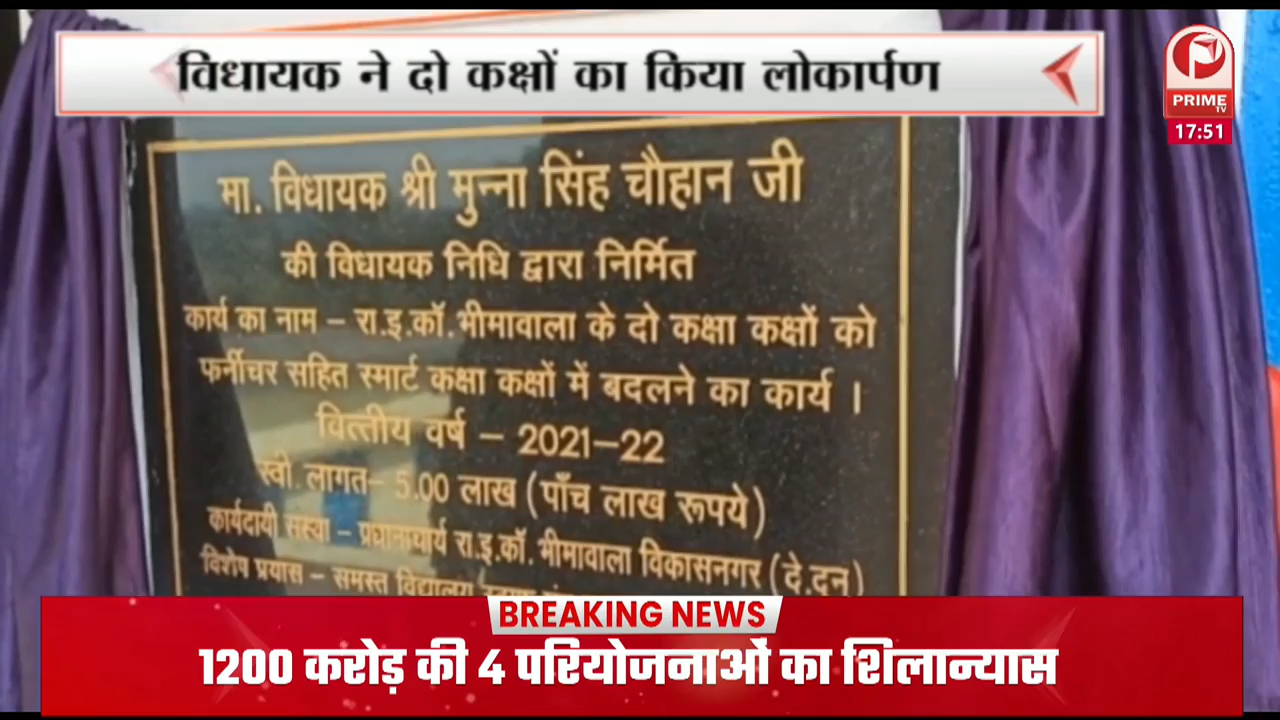 विधायक ने दो कक्षों का किया लोकार्पण
PRIME
TV
17:51
मा. विधायक श्री मुन्ना सिंह चौहान जी
की विधायक निधि द्वारा निर्मित
कार्य का नाम – रा.इ.कॉ.भीमावाला के दो कक्षा कक्षों को
फर्नीचर सहित स्मार्ट कक्षा कक्षों में बदलने का कार्य ।
वित्तीय वर्ष – 2021–22
स्वी. लागत– 5.00 लाख (पाँच लाख रूपये)
कार्यदायी संस्था – प्रधानाचार्य रा.इ.कॉ. भीमावाला विकासनगर (दे.दून)
विशेष प्रयास – समस्त विद्यालय
BREAKING NEWS
1200 करोड़ की 4 परियोजनाओं का शिलान्यास